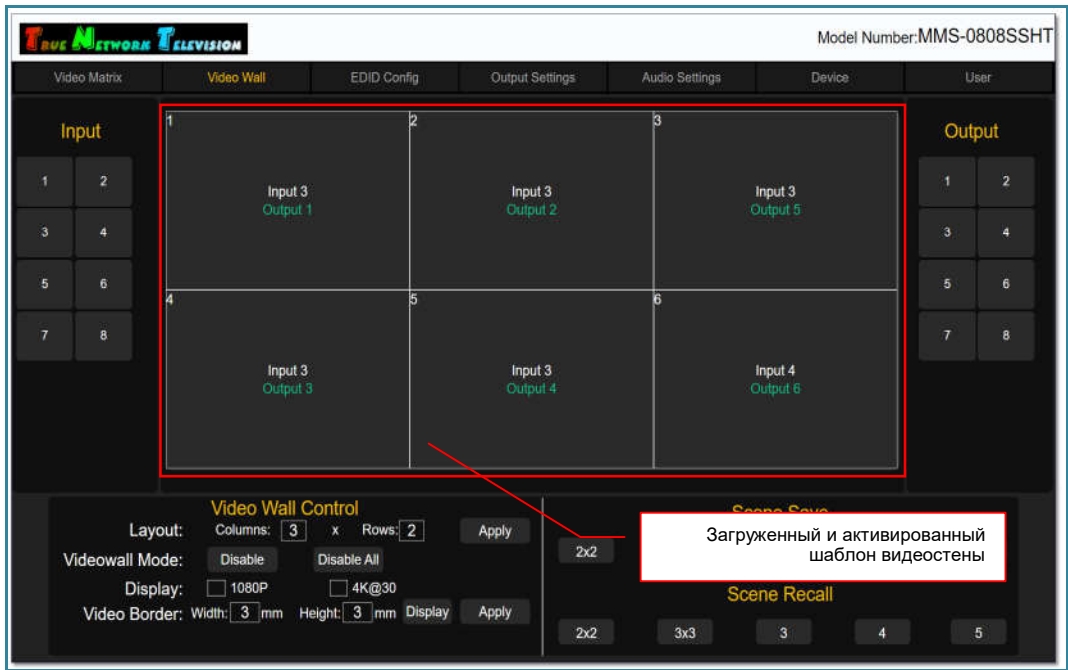 TRUE NETWORK TELEVISION
Model Number:MMS-0808SSHT
Video Matrix Video Wall EDID Config Output Settings Audio Settings Device User
Input
1 2
3 4
5 6
7 8
1
Input 3
Output 1
2
Input 3
Output 2
3
Input 3
Output 5
4
Input 3
Output 3
5
Input 3
Output 4
6
Input 4
Output 6
Output
1 2
3 4
5 6
7 8
Video Wall Control
Layout: Columns: 3 x Rows: 2 Apply
Videowall Mode: Disable Disable All
Display: 1080P 4K@30
Video Border: Width: 3 mm Height: 3 mm Display Apply
Scene Save
2x2
Загруженный и активированный
шаблон видеостены
Scene Recall
2x2 3x3 3 4 5